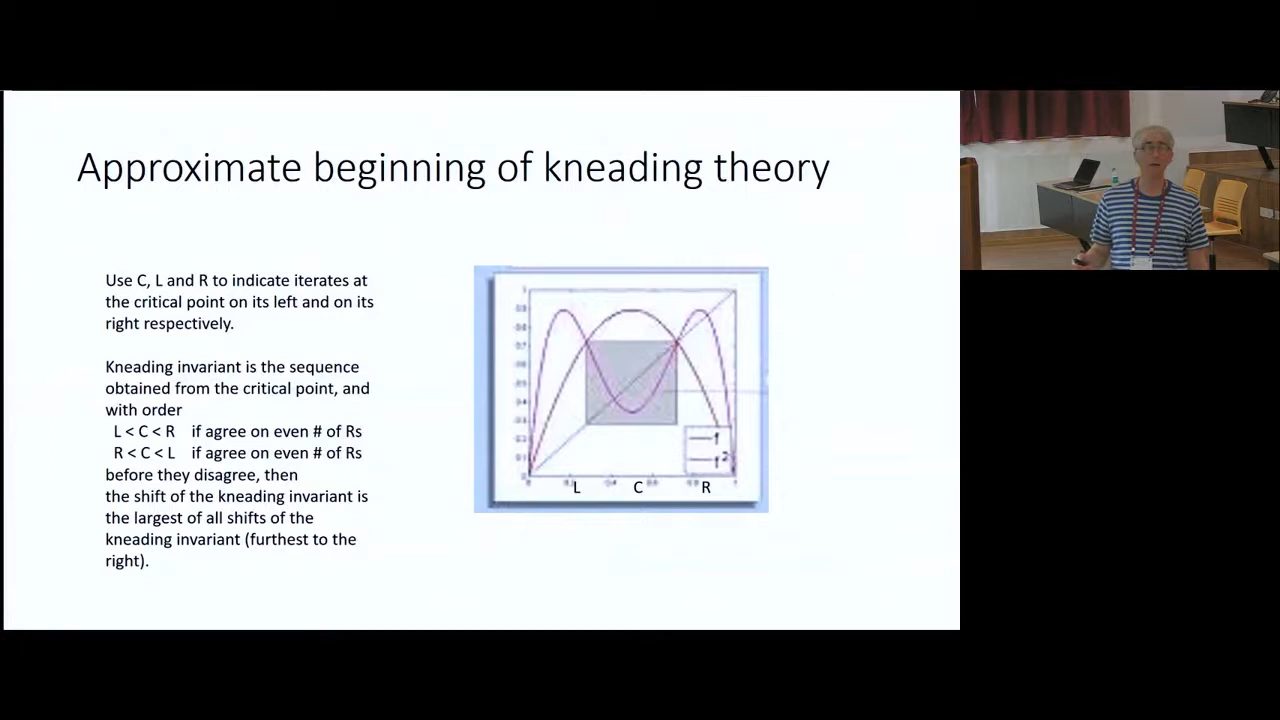 Approximate beginning of kneading theory
Use C, L and R to indicate iterates at
the critical point on its left and on its
right respectively.
Kneading invariant is the sequence
obtained from the critical point, and
with order
L < C < R if agree on even # of Rs
R < C < L if agree on even # of Rs
before they disagree, then
the shift of the kneading invariant is
the largest of all shifts of the
kneading invariant (furthest to the
right).
f
f²
L C R